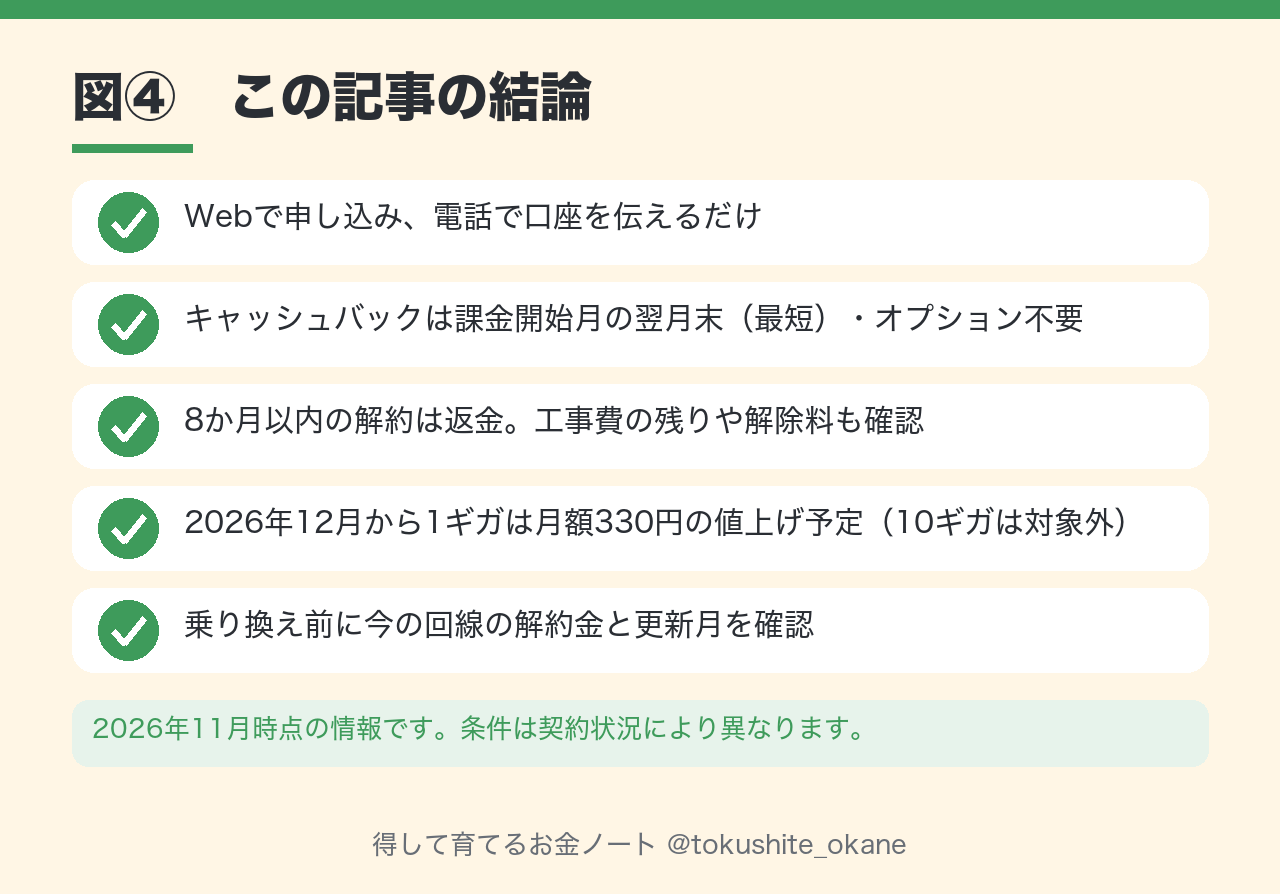 図④　この記事の結論
Webで申し込み、電話で口座を伝えるだけ
キャッシュバックは課金開始月の翌月末（最短）・オプション不要
8か月以内の解約は返金。工事費の残りや解除料も確認
2026年12月から1ギガは月額330円の値上げ予定（10ギガは対象外）
乗り換え前に今の回線の解約金と更新月を確認
2026年11月時点の情報です。条件は契約状況により異なります。
得して育てるお金ノート @tokushite_okane